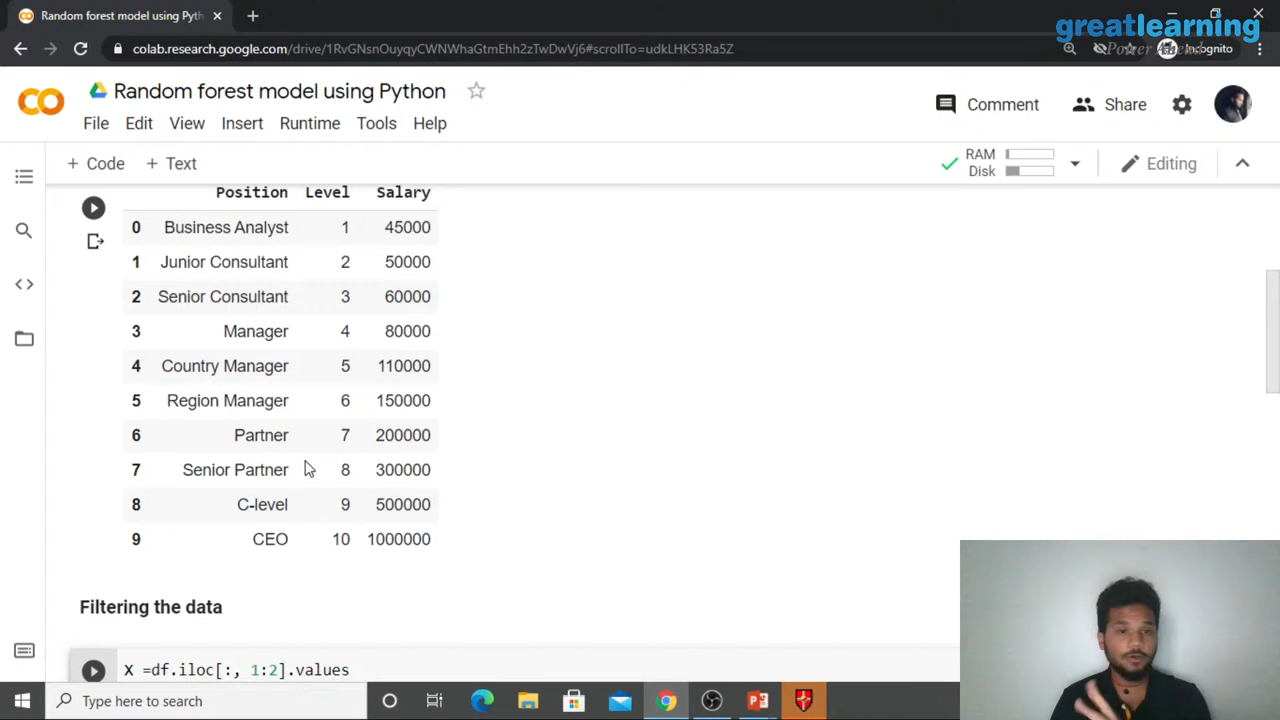 Random forest model using Pyth
greatlearning
Power Ahead
colab.research.google.com/drive/1RvGNsnOuyqyCWNWhaGtmEhh2zTwDwVj6#scrollTo=udkLHK53Ra5Z
Incognito
Random forest model using Python
File Edit View Insert Runtime Tools Help
Comment
Share
+ Code + Text
RAM
Disk
Editing
Position Level Salary
0 Business Analyst 1 45000
1 Junior Consultant 2 50000
2 Senior Consultant 3 60000
3 Manager 4 80000
4 Country Manager 5 110000
5 Region Manager 6 150000
6 Partner 7 200000
7 Senior Partner 8 300000
8 C-level 9 500000
9 CEO 10 1000000
Filtering the data
X =df.iloc[:, 1:2].values
Type here to search